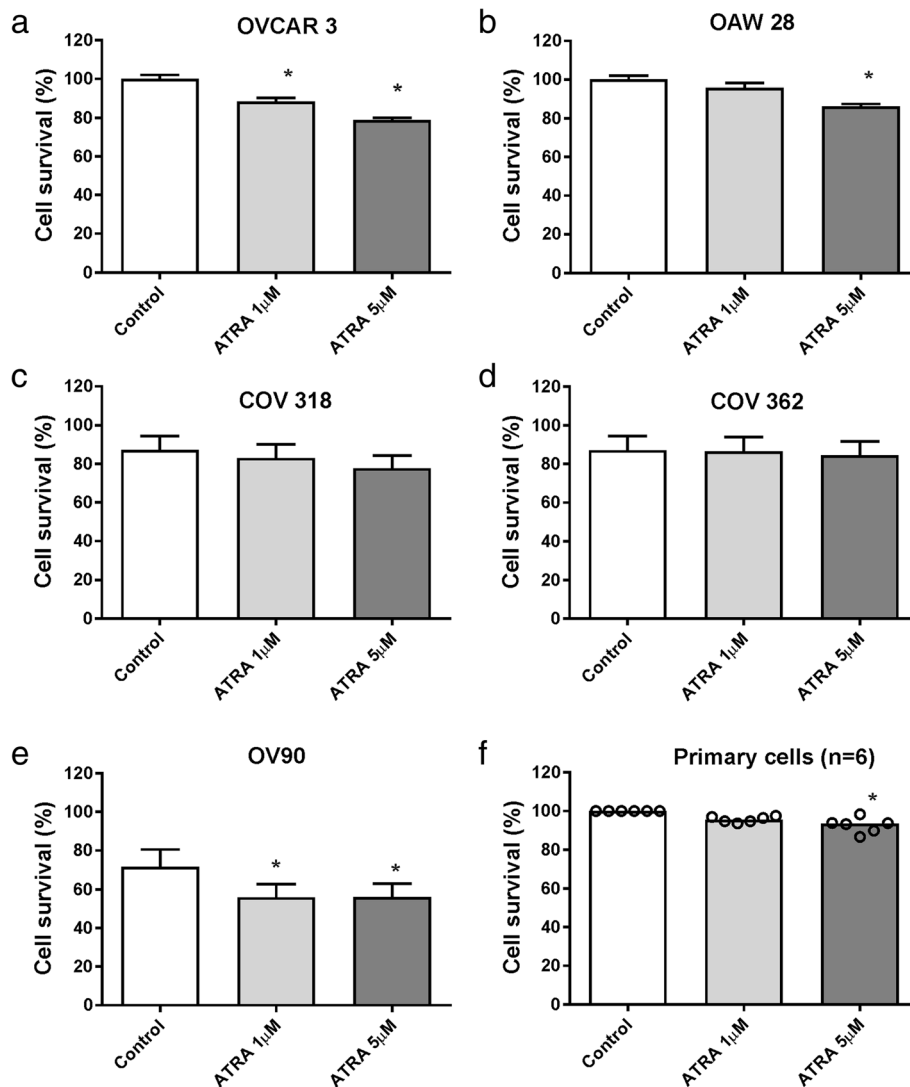 a
OVCAR 3
Cell survival (%)
120
100
80
60
40
20
0
*
*
Control
ATRA 1μM
ATRA 5μM
b
OAW 28
Cell survival (%)
120
100
80
60
40
20
0
*
Control
ATRA 1μM
ATRA 5μM
c
COV 318
Cell survival (%)
120
100
80
60
40
20
0
Control
ATRA 1μM
ATRA 5μM
d
COV 362
Cell survival (%)
120
100
80
60
40
20
0
Control
ATRA 1μM
ATRA 5μM
e
OV90
Cell survival (%)
120
100
80
60
40
20
0
*
*
Control
ATRA 1μM
ATRA 5μM
f
Primary cells (n=6)
Cell survival (%)
120
100
80
60
40
20
0
*
Control
ATRA 1μM
ATRA 5μM